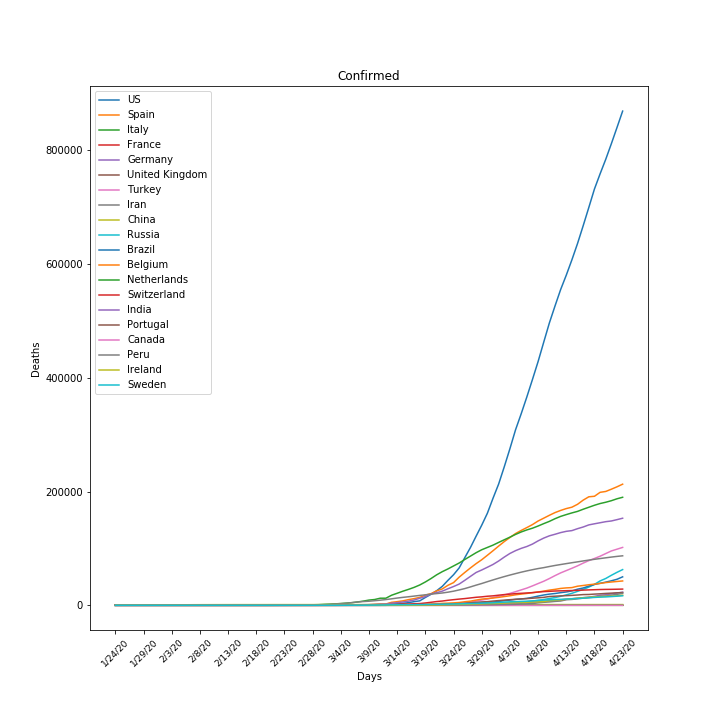 Confirmed
US
Spain
Italy
France
Germany
United Kingdom
Turkey
Iran
China
Russia
Brazil
Belgium
Netherlands
Switzerland
India
Portugal
Canada
Peru
Ireland
Sweden
800000
600000
400000
200000
0
Deaths
1/24/20 1/29/20 2/3/20 2/8/20 2/13/20 2/18/20 2/23/20 2/28/20 3/4/20 3/9/20 3/14/20 3/19/20 3/24/20 3/29/20 4/3/20 4/8/20 4/13/20 4/18/20 4/23/20
Days